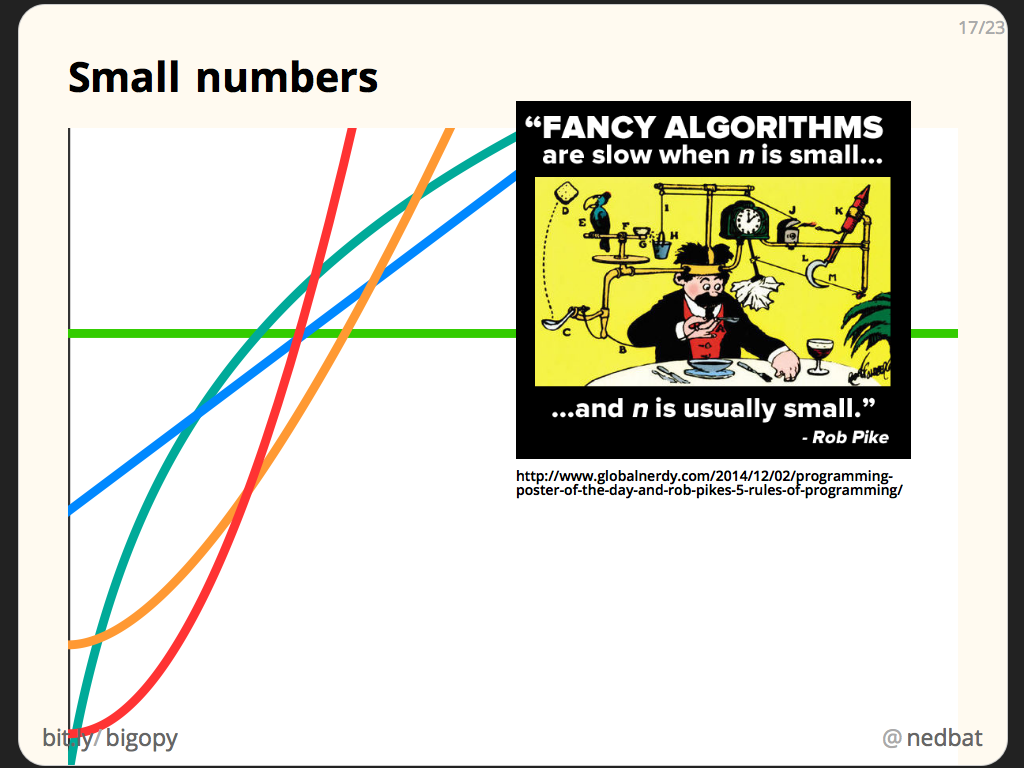 17/23
Small numbers
“FANCY ALGORITHMS
are slow when n is small...
D
E
F
G
H
I
J
K
L
M
C
B
A
...and n is usually small.”
- Rob Pike
http://www.globalnerdy.com/2014/12/02/programming-
poster-of-the-day-and-rob-pikes-5-rules-of-programming/
bit.ly/bigopy
@nedbat